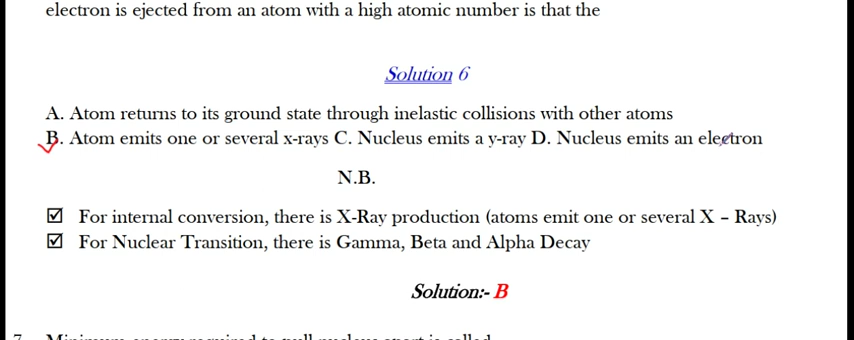 electron is ejected from an atom with a high atomic number is that the
Solution 6
A. Atom returns to its ground state through inelastic collisions with other atoms
B. Atom emits one or several x-rays C. Nucleus emits a y-ray D. Nucleus emits an electron
N.B.
For internal conversion, there is X-Ray production (atoms emit one or several X – Rays)
For Nuclear Transition, there is Gamma, Beta and Alpha Decay
Solution:- B